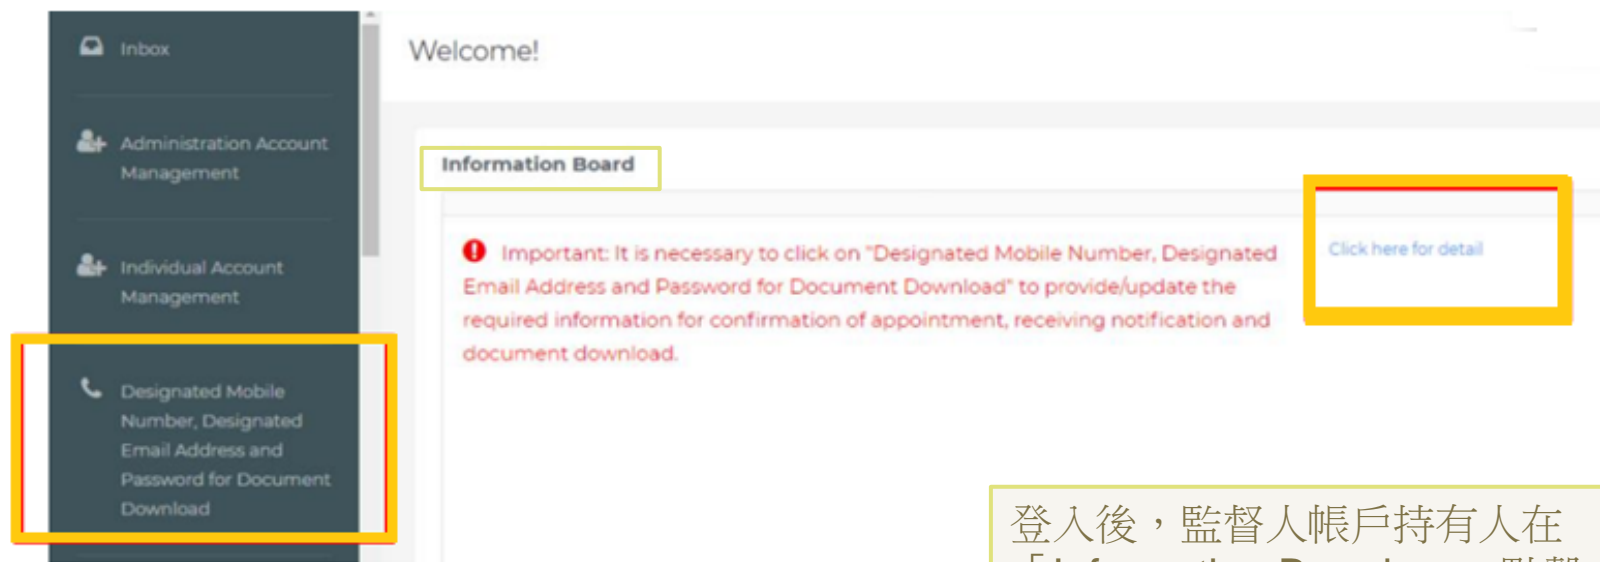 Inbox
Administration Account
Management
Individual Account
Management
Designated Mobile
Number, Designated
Email Address and
Password for Document
Download
Welcome!
Information Board
Important: It is necessary to click on "Designated Mobile Number, Designated
Email Address and Password for Document Download" to provide/update the
required information for confirmation of appointment, receiving notification and
document download.
Click here for detail
登入後，監督人帳戶持有人在